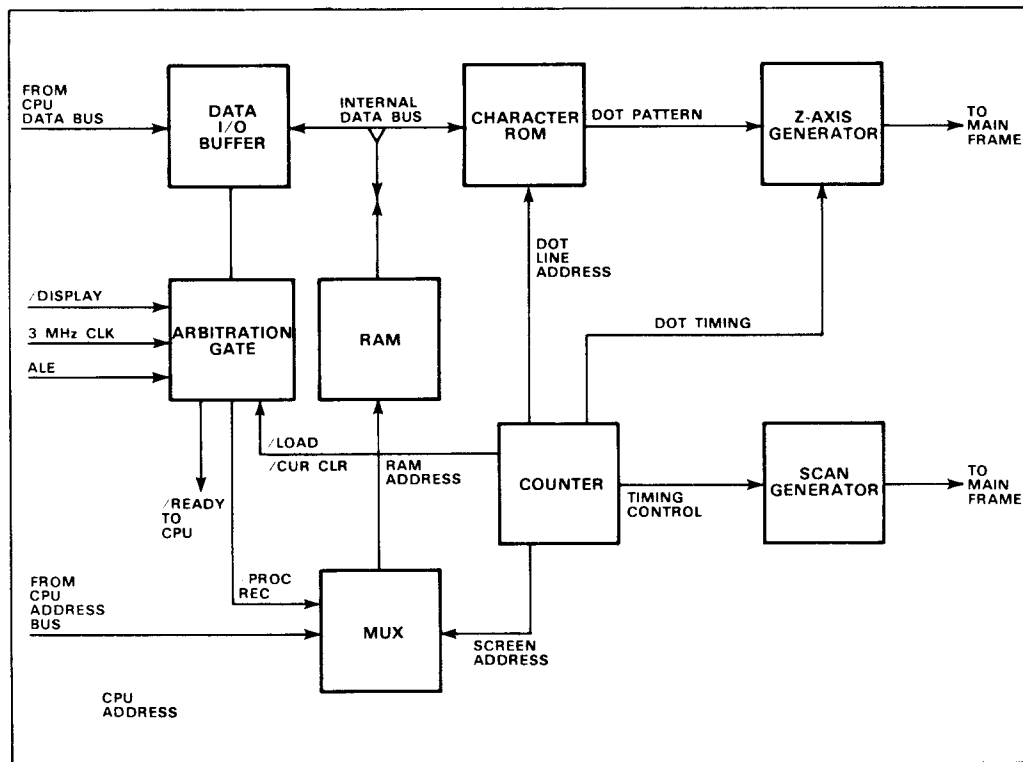 FROM
CPU
DATA BUS
DATA
I/O
BUFFER
INTERNAL
DATA BUS
CHARACTER
ROM
DOT PATTERN
Z-AXIS
GENERATOR
TO
MAIN
FRAME
DOT
LINE
ADDRESS
/DISPLAY
3 MHz CLK
ALE
ARBITRATION
GATE
RAM
DOT TIMING
/LOAD
/CUR CLR
RAM
ADDRESS
COUNTER
TIMING
CONTROL
SCAN
GENERATOR
TO
MAIN
FRAME
/READY
TO
CPU
FROM
CPU
ADDRESS
BUS
PROC
REC
MUX
SCREEN
ADDRESS
CPU
ADDRESS